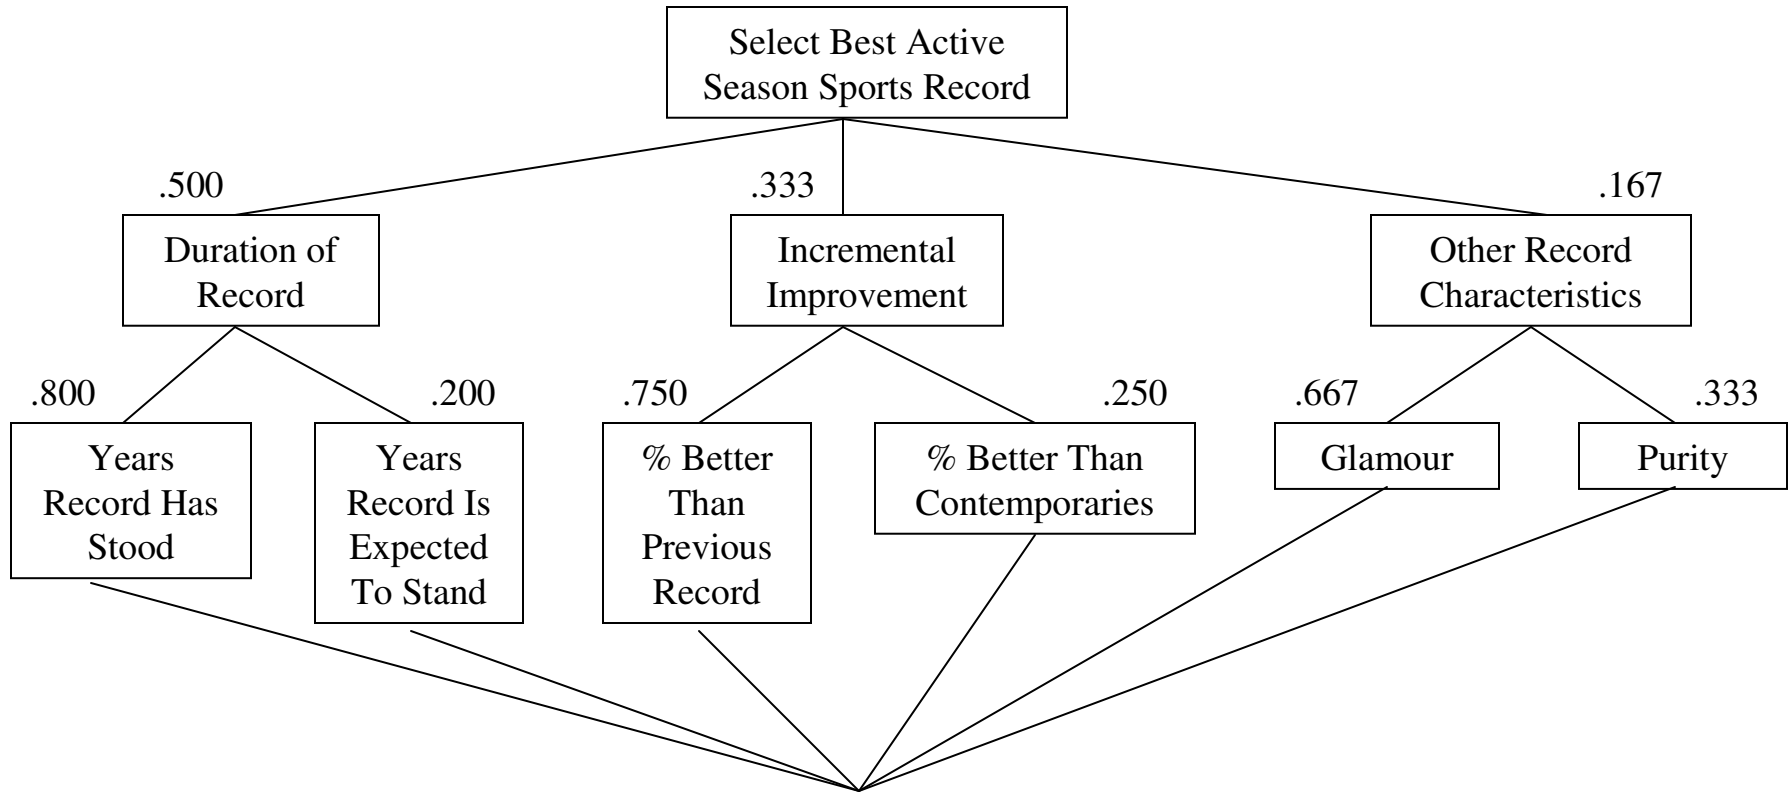 Select Best Active
Season Sports Record
.500
.333
.167
Duration of
Record
Incremental
Improvement
Other Record
Characteristics
.800
.200
.750
.250
.667
.333
Years
Record Has
Stood
Years
Record Is
Expected
To Stand
% Better
Than
Previous
Record
% Better Than
Contemporaries
Glamour
Purity